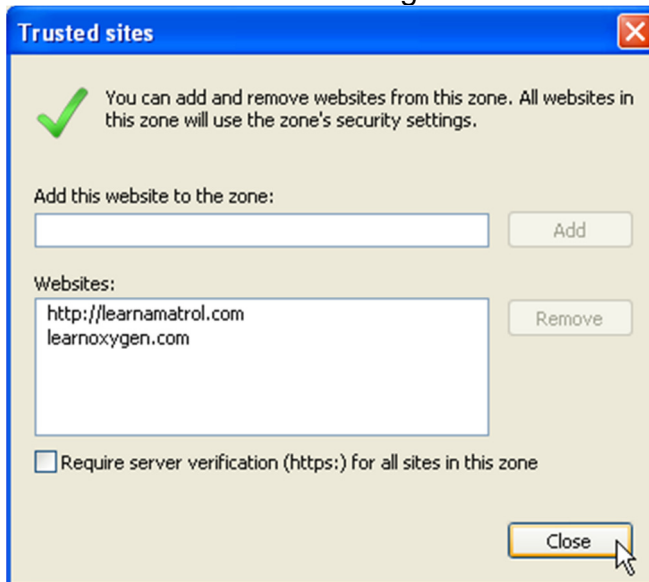 Trusted sites
You can add and remove websites from this zone. All websites in
this zone will use the zone's security settings.
Add this website to the zone:
Add
Websites:
http://learnamatrol.com
learnoxygen.com
Remove
Require server verification (https:) for all sites in this zone
Close